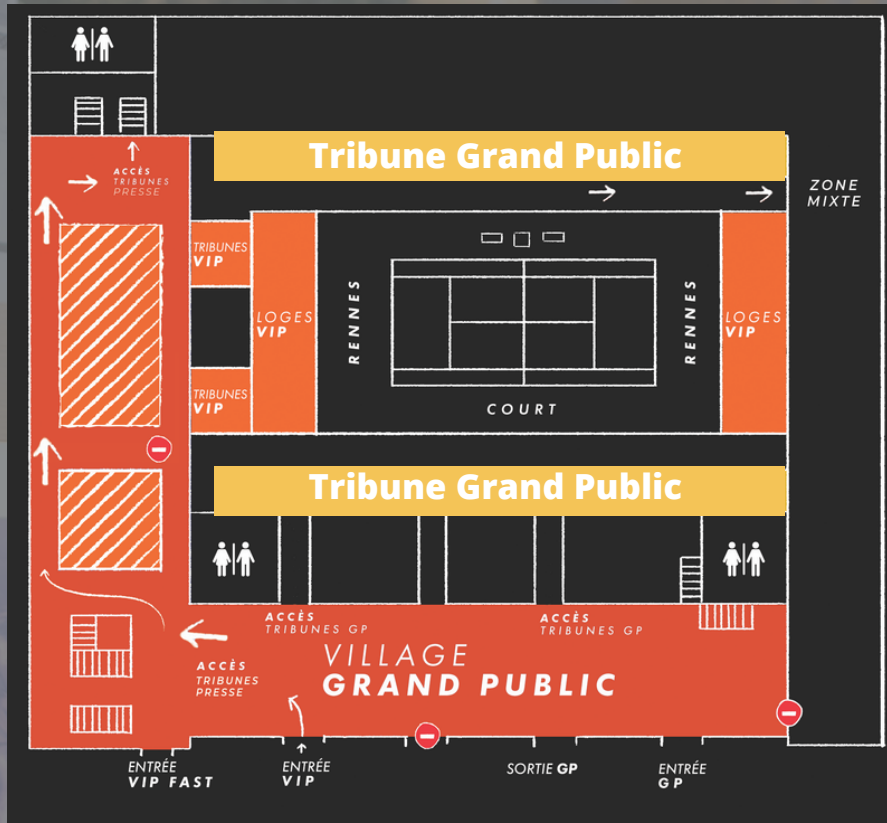 Tribune Grand Public
ACCÈS
TRIBUNES
PRESSE
ZONE
MIXTE
TRIBUNES
VIP
LOGES
VIP
RENNES
RENNES
LOGES
VIP
TRIBUNES
VIP
COURT
Tribune Grand Public
ACCÈS
TRIBUNES GP
ACCÈS
TRIBUNES GP
VILLAGE
GRAND PUBLIC
ACCÈS
TRIBUNES
PRESSE
ENTRÉE
VIP FAST
ENTRÉE
VIP
SORTIE GP
ENTRÉE
GP